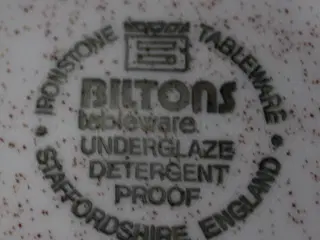 IRONSTONE TABLEWARE
BILTONS
tableware
UNDERGLAZE
DETERGENT
PROOF
STAFFORDSHIRE ENGLAND